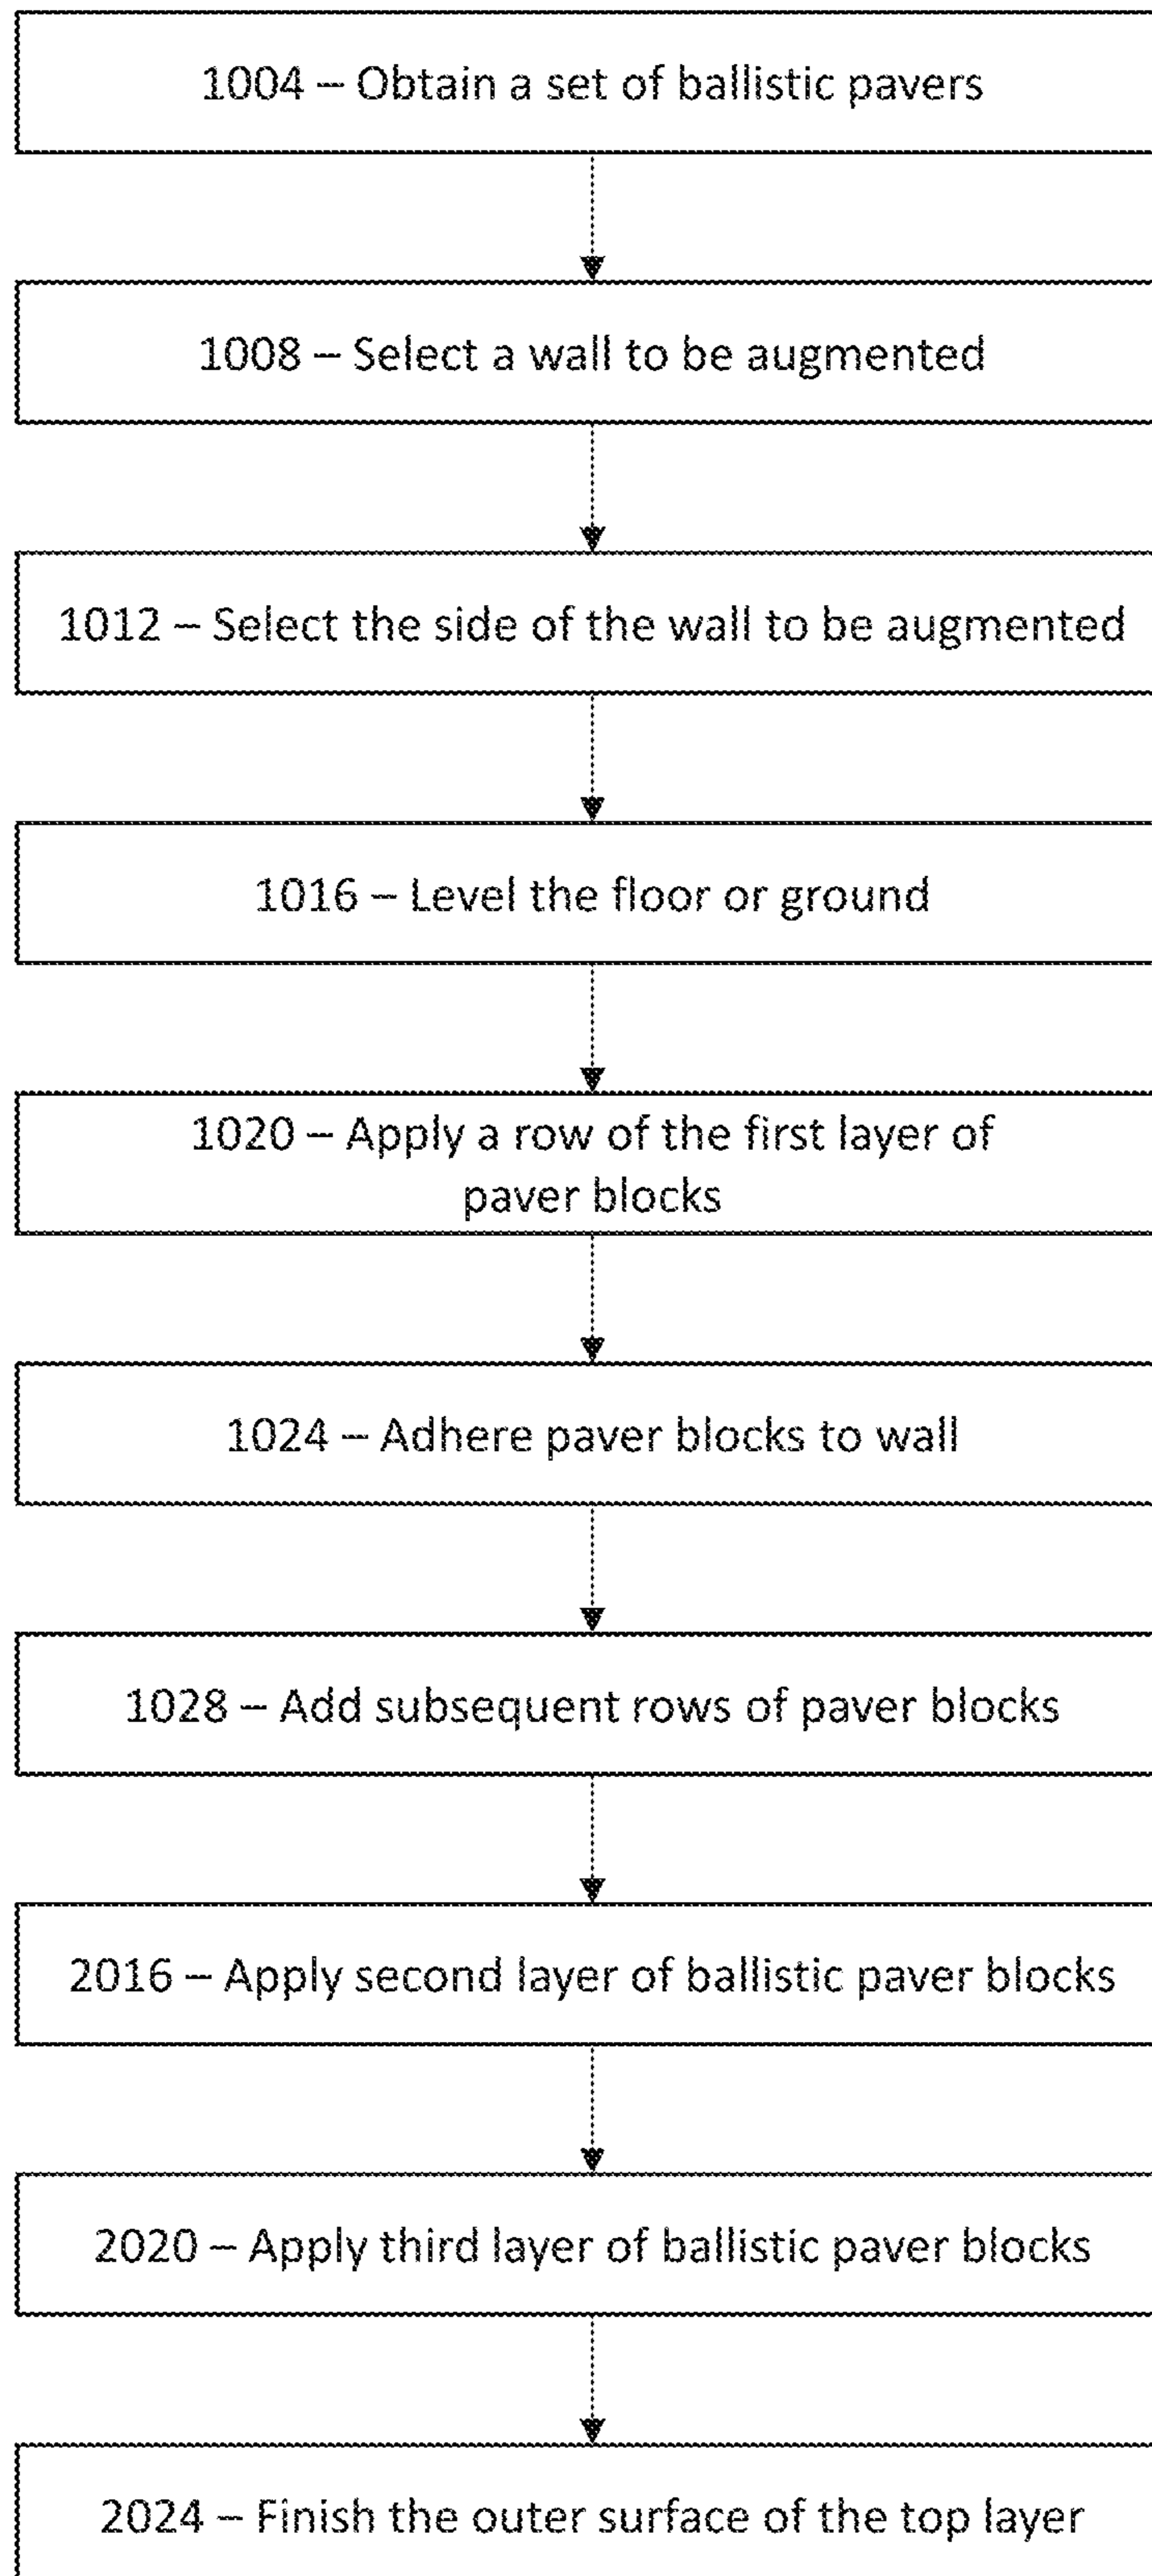 1004 – Obtain a set of ballistic pavers
1008 – Select a wall to be augmented
1012 – Select the side of the wall to be augmented
1016 – Level the floor or ground
1020 – Apply a row of the first layer of
paver blocks
1024 – Adhere paver blocks to wall
1028 – Add subsequent rows of paver blocks
2016 – Apply second layer of ballistic paver blocks
2020 – Apply third layer of ballistic paver blocks
2024 – Finish the outer surface of the top layer